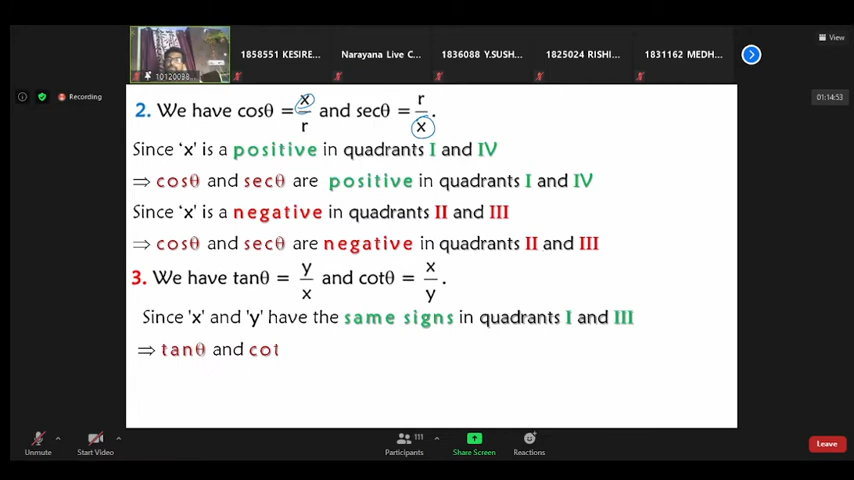 View
1858551 KESIRE... Narayana Live C... 1836088 Y.SUSH... 1825024 RISHI... 1831162 MEDH...
Recording
01:14:53
2. We have cosθ = x/r and secθ = r/x.
Since 'x' is a positive in quadrants I and IV
⇒ cosθ and secθ are positive in quadrants I and IV
Since 'x' is a negative in quadrants II and III
⇒ cosθ and secθ are negative in quadrants II and III
3. We have tanθ = y/x and cotθ = x/y.
Since 'x' and 'y' have the same signs in quadrants I and III
⇒ tanθ and cot
Unmute Start Video Participants 111 Share Screen Reactions Leave